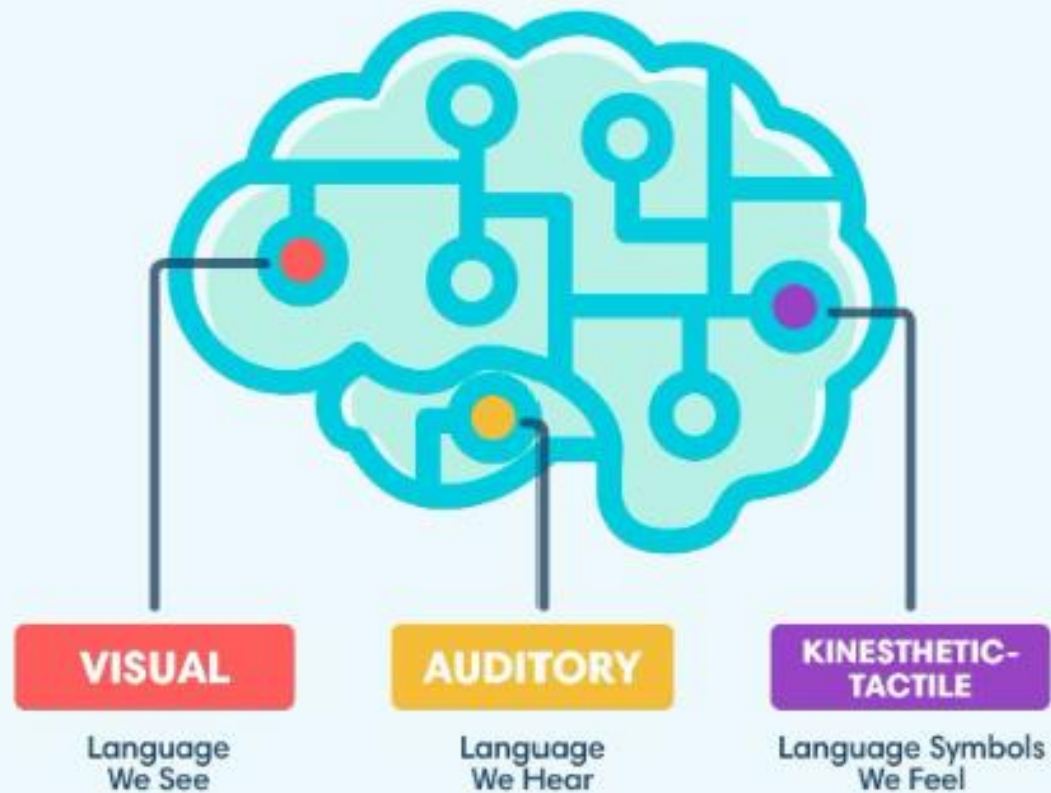 VISUAL
Language
We See
AUDITORY
Language
We Hear
KINESTHETIC-
TACTILE
Language Symbols
We Feel